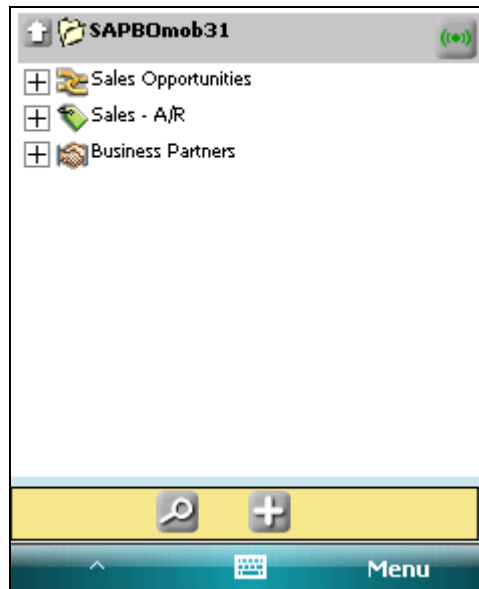 SAPBOmob31
Sales Opportunities
Sales - A/R
Business Partners
Menu